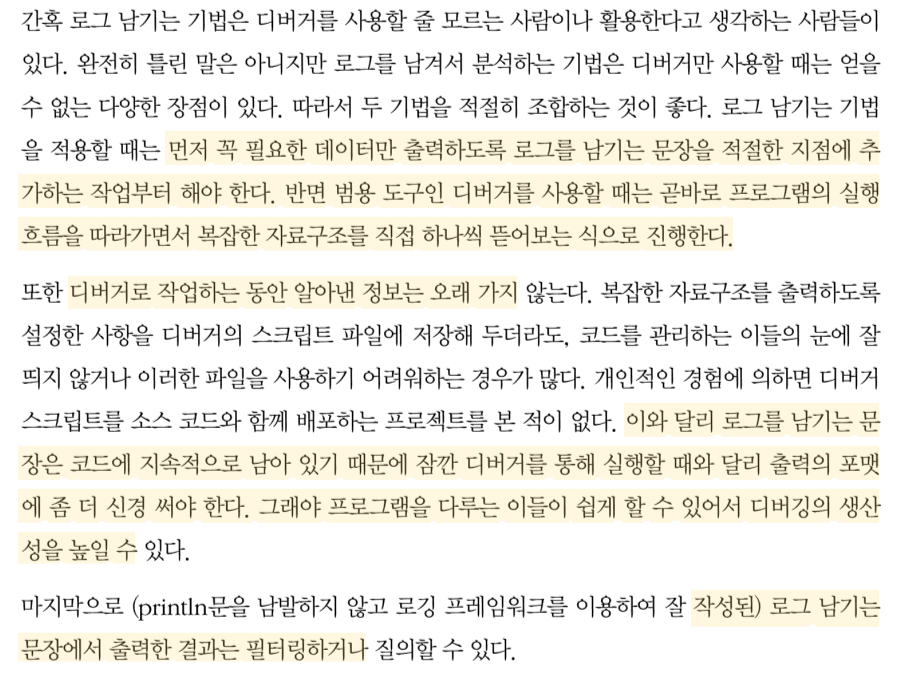 간혹 로그 남기는 기법은 디버거를 사용할 줄 모르는 사람이나 활용한다고 생각하는 사람들이
있다. 완전히 틀린 말은 아니지만 로그를 남겨서 분석하는 기법은 디버거만 사용할 때는 얻을
수 없는 다양한 장점이 있다. 따라서 두 기법을 적절히 조합하는 것이 좋다. 로그 남기는 기법
을 적용할 때는 먼저 꼭 필요한 데이터만 출력하도록 로그를 남기는 문장을 적절한 지점에 추
가하는 작업부터 해야 한다. 반면 범용 도구인 디버거를 사용할 때는 곧바로 프로그램의 실행
흐름을 따라가면서 복잡한 자료구조를 직접 하나씩 뜯어보는 식으로 진행한다.
또한 디버거로 작업하는 동안 알아낸 정보는 오래 가지 않는다. 복잡한 자료구조를 출력하도록
설정한 사항을 디버거의 스크립트 파일에 저장해 두더라도, 코드를 관리하는 이들의 눈에 잘
띄지 않거나 이러한 파일을 사용하기 어려워하는 경우가 많다. 개인적인 경험에 의하면 디버거
스크립트를 소스 코드와 함께 배포하는 프로젝트를 본 적이 없다. 이와 달리 로그를 남기는 문
장은 코드에 지속적으로 남아 있기 때문에 잠깐 디버거를 통해 실행할 때와 달리 출력의 포맷
에 좀 더 신경 써야 한다. 그래야 프로그램을 다루는 이들이 쉽게 할 수 있어서 디버깅의 생산
성을 높일 수 있다.
마지막으로 (println문을 남발하지 않고 로깅 프레임워크를 이용하여 잘 작성된) 로그 남기는
문장에서 출력한 결과는 필터링하거나 질의할 수 있다.